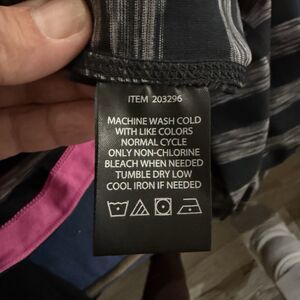 ITEM 203296
MACHINE WASH COLD
WITH LIKE COLORS
NORMAL CYCLE
ONLY NON-CHLORINE
BLEACH WHEN NEEDED
TUMBLE DRY LOW
COOL IRON IF NEEDED